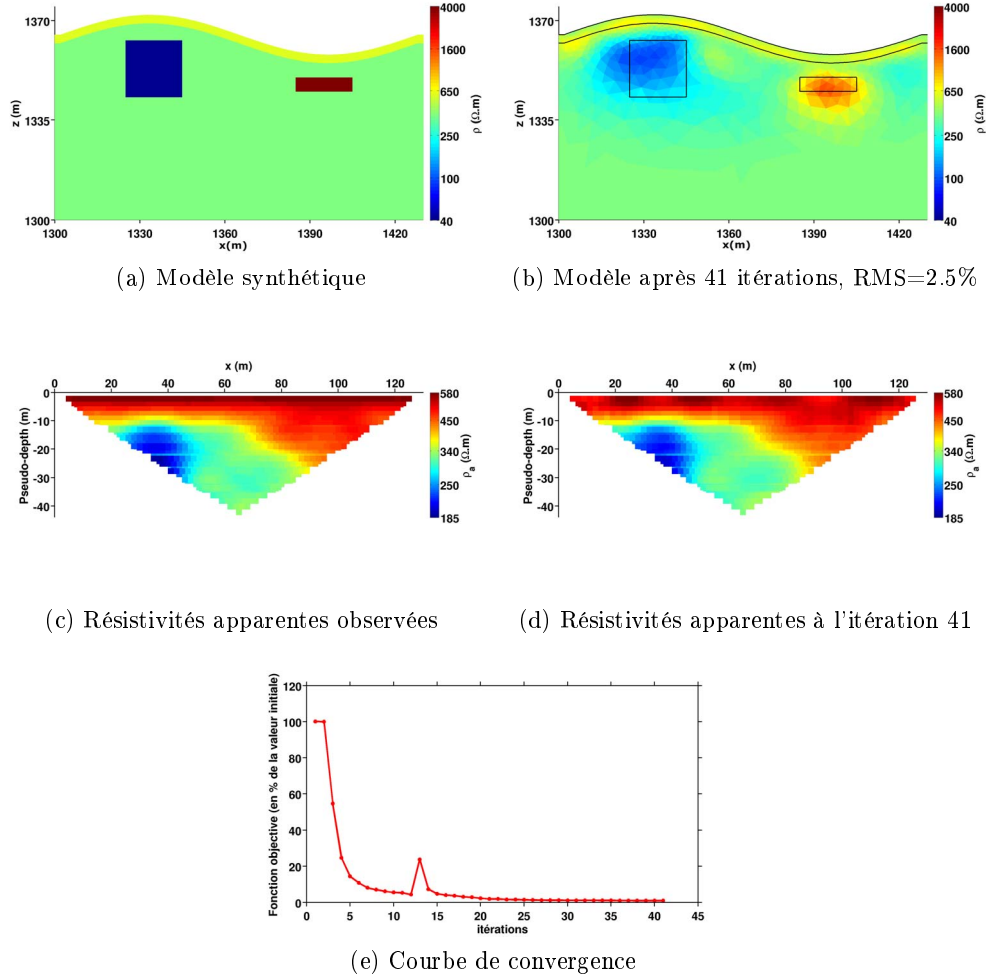 1370
1335
1300
z (m)
1300 1330 1360 1390 1420
x(m)
4000
1600
650
250
100
40
ρ (Ω.m)
(a) Modèle synthétique
1370
1335
1300
z (m)
1300 1330 1360 1390 1420
x(m)
4000
1600
650
250
100
40
ρ (Ω.m)
(b) Modèle après 41 itérations, RMS=2.5%
x (m)
0 20 40 60 80 100 120
0
-10
-20
-30
-40
Pseudo-depth (m)
580
450
340
250
185
ρa (Ω.m)
(c) Résistivités apparentes observées
x (m)
0 20 40 60 80 100 120
0
-10
-20
-30
-40
Pseudo-depth (m)
580
450
340
250
185
ρa (Ω.m)
(d) Résistivités apparentes à l'itération 41
Fonction objective (en % de la valeur initiale)
120
100
80
60
40
20
0
0 5 10 15 20 25 30 35 40 45
itérations
(e) Courbe de convergence